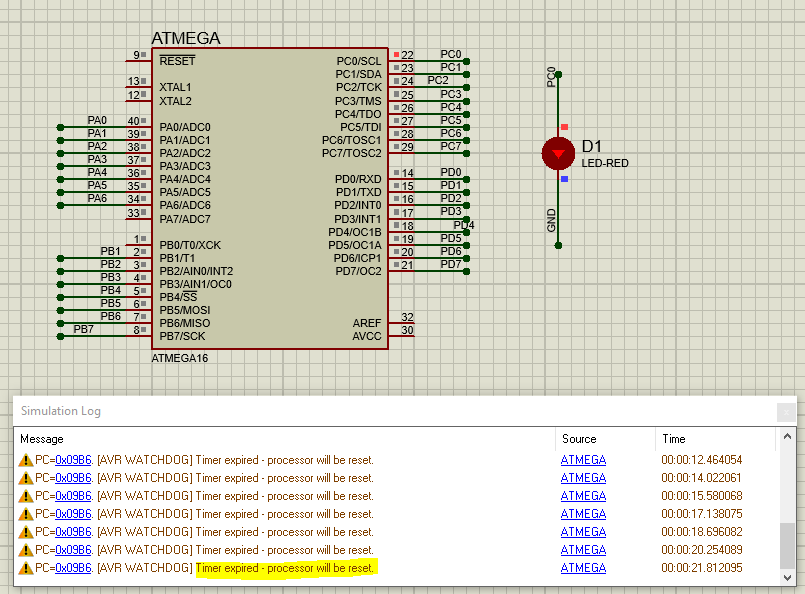 ATMEGA
9 RESET
13 XTAL1
12 XTAL2
PA0 40 PA0/ADC0
PA1 39 PA1/ADC1
PA2 38 PA2/ADC2
PA3 37 PA3/ADC3
PA4 36 PA4/ADC4
PA5 35 PA5/ADC5
PA6 34 PA6/ADC6
33 PA7/ADC7
1 PB0/T0/XCK
PB1 2 PB1/T1
PB2 3 PB2/AIN0/INT2
PB3 4 PB3/AIN1/OC0
PB4 5 PB4/SS
PB5 6 PB5/MOSI
PB6 7 PB6/MISO
PB7 8 PB7/SCK
PC0/SCL 22 PC0
PC1/SDA 23 PC1
PC2/TCK 24 PC2
PC3/TMS 25 PC3
PC4/TDO 26 PC4
PC5/TDI 27 PC5
PC6/TOSC1 28 PC6
PC7/TOSC2 29 PC7
PD0/RXD 14 PD0
PD1/TXD 15 PD1
PD2/INT0 16 PD2
PD3/INT1 17 PD3
PD4/OC1B 18 PD4
PD5/OC1A 19 PD5
PD6/ICP1 20 PD6
PD7/OC2 21 PD7
AREF 32
AVCC 30
ATMEGA16
PC0
D1
LED-RED
GND
Simulation Log
Message Source Time
PC=0x09B6. [AVR WATCHDOG] Timer expired - processor will be reset. ATMEGA 00:00:12.464054
PC=0x09B6. [AVR WATCHDOG] Timer expired - processor will be reset. ATMEGA 00:00:14.022061
PC=0x09B6. [AVR WATCHDOG] Timer expired - processor will be reset. ATMEGA 00:00:15.580068
PC=0x09B6. [AVR WATCHDOG] Timer expired - processor will be reset. ATMEGA 00:00:17.138075
PC=0x09B6. [AVR WATCHDOG] Timer expired - processor will be reset. ATMEGA 00:00:18.696082
PC=0x09B6. [AVR WATCHDOG] Timer expired - processor will be reset. ATMEGA 00:00:20.254089
PC=0x09B6. [AVR WATCHDOG] Timer expired - processor will be reset. ATMEGA 00:00:21.812095